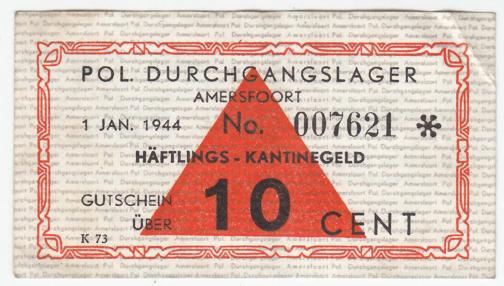 POL. DURCHGANGSLAGER
AMERSFOORT
1 JAN. 1944 No. 007621 *
HÄFTLINGS - KANTINEGELD
GUTSCHEIN
ÜBER 10 CENT
K 73